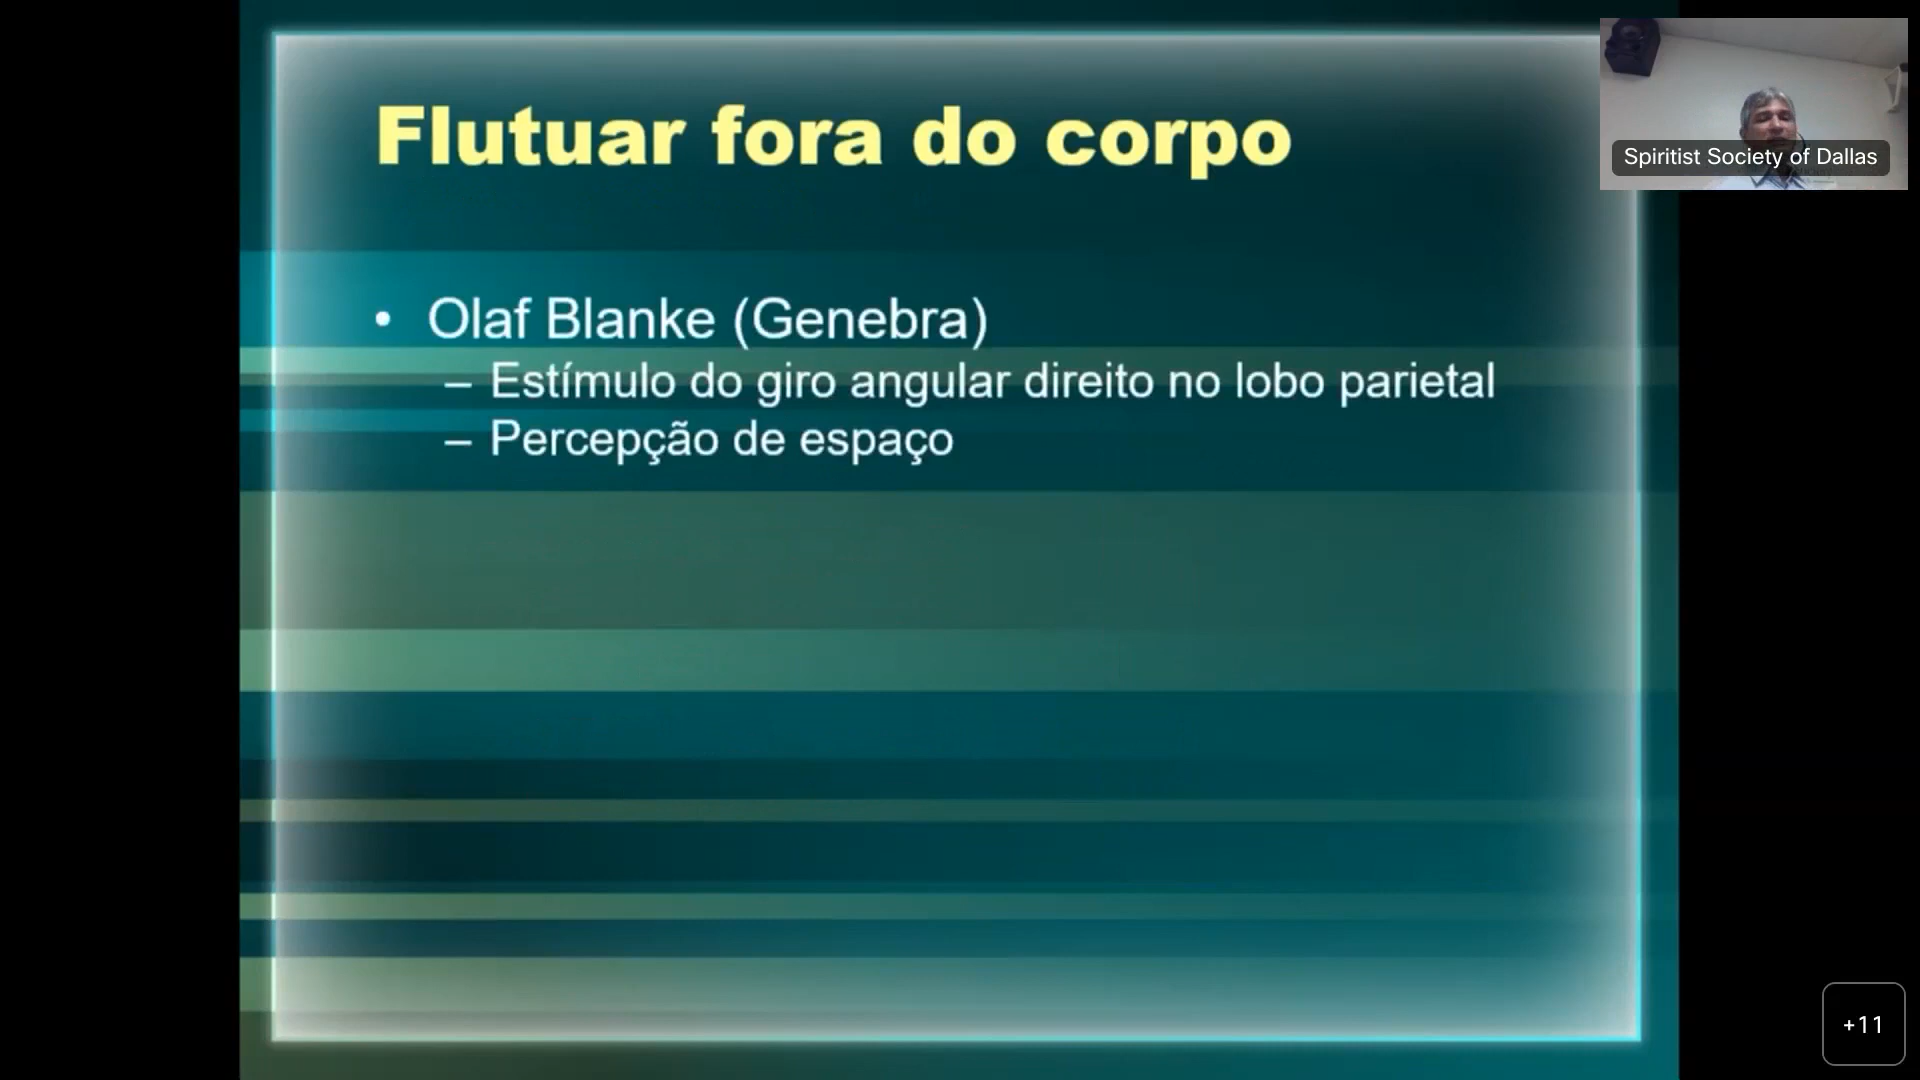 Flutuar fora do corpo
Spiritist Society of Dallas
• Olaf Blanke (Genebra)
– Estímulo do giro angular direito no lobo parietal
– Percepção de espaço
+11